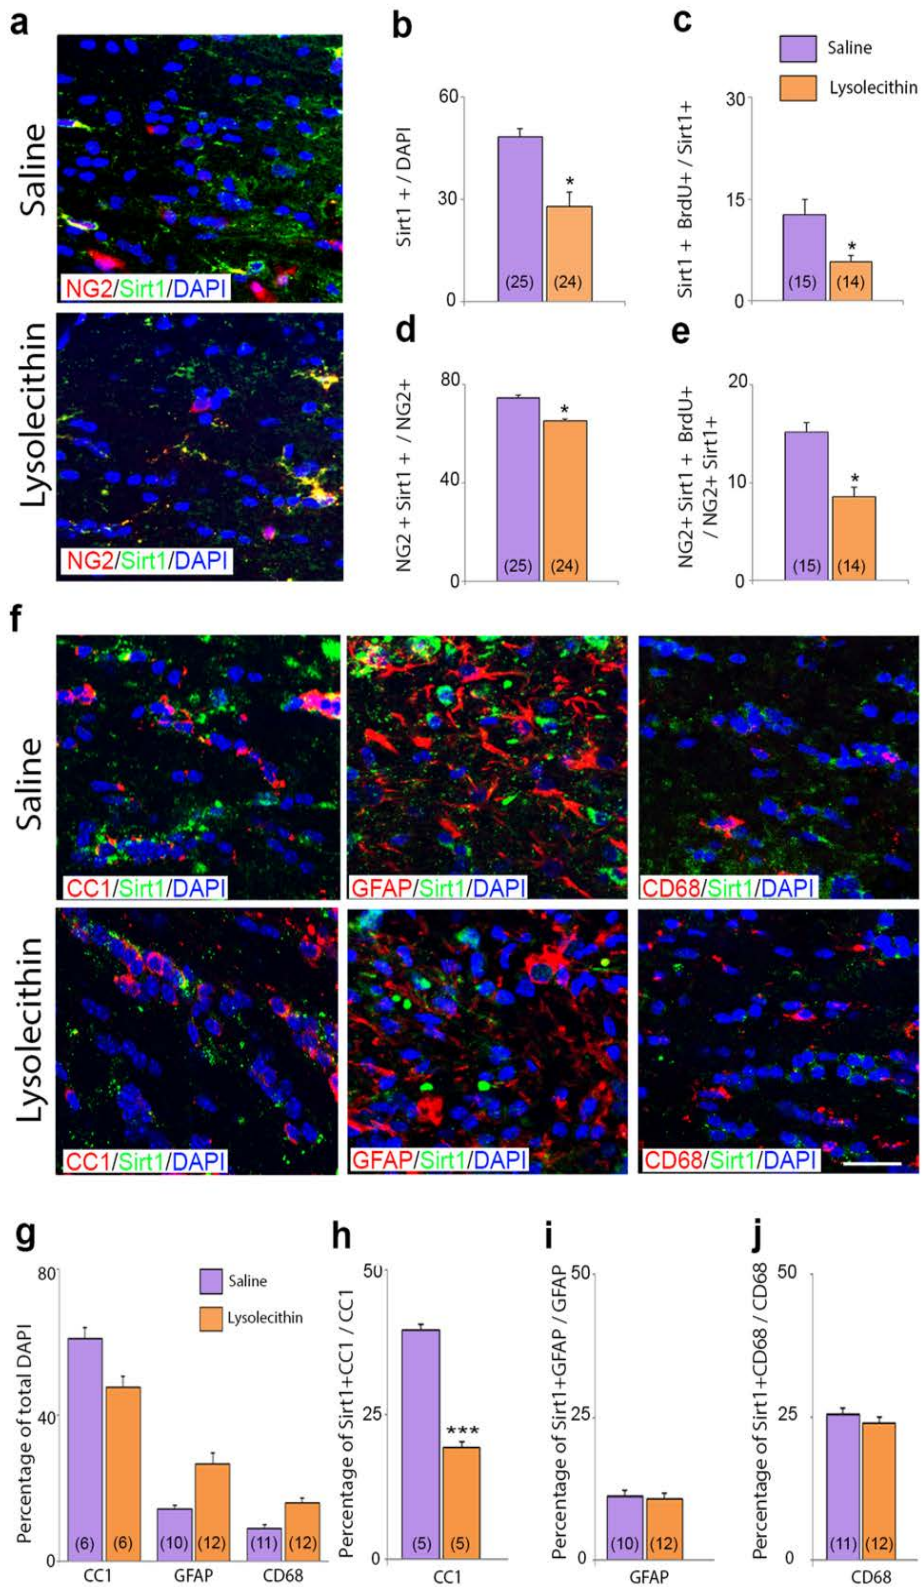 a
Saline
NG2/Sirt1/DAPI
Lysolecithin
NG2/Sirt1/DAPI
b
Sirt1 + / DAPI
60
30
0
*
(25) (24)
c
Saline
Lysolecithin
Sirt1 + BrdU+ / Sirt1+
30
15
0
*
(15) (14)
d
NG2 + Sirt1 + / NG2+
80
40
0
*
(25) (24)
e
NG2+ Sirt1 + BrdU+
/ NG2+ Sirt1+
20
10
0
*
(15) (14)
f
Saline
CC1/Sirt1/DAPI
GFAP/Sirt1/DAPI
CD68/Sirt1/DAPI
Lysolecithin
CC1/Sirt1/DAPI
GFAP/Sirt1/DAPI
CD68/Sirt1/DAPI
g
Percentage of total DAPI
80
40
0
Saline
Lysolecithin
(6) (6) (10) (12) (11) (12)
CC1 GFAP CD68
h
Percentage of Sirt1+CC1 / CC1
50
25
0
***
(5) (5)
CC1
i
Percentage of Sirt1+GFAP / GFAP
50
25
0
(10) (12)
GFAP
j
Percentage of Sirt1+CD68 / CD68
50
25
0
(11) (12)
CD68